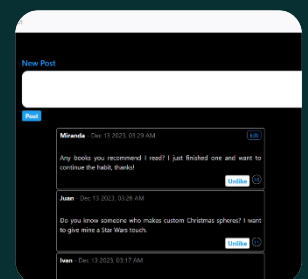 New Post
Post
Miranda - Dec 13 2023, 03:29 AM
Edit
Any books you recommend I read? I just finished one and want to
continue the habit, thanks!
Unlike
Juan - Dec 13 2023, 03:26 AM
Do you know someone who makes custom Christmas spheres? I want
to give mine a Star Wars touch.
Unlike
Ivan - Dec 13 2023, 03:17 AM